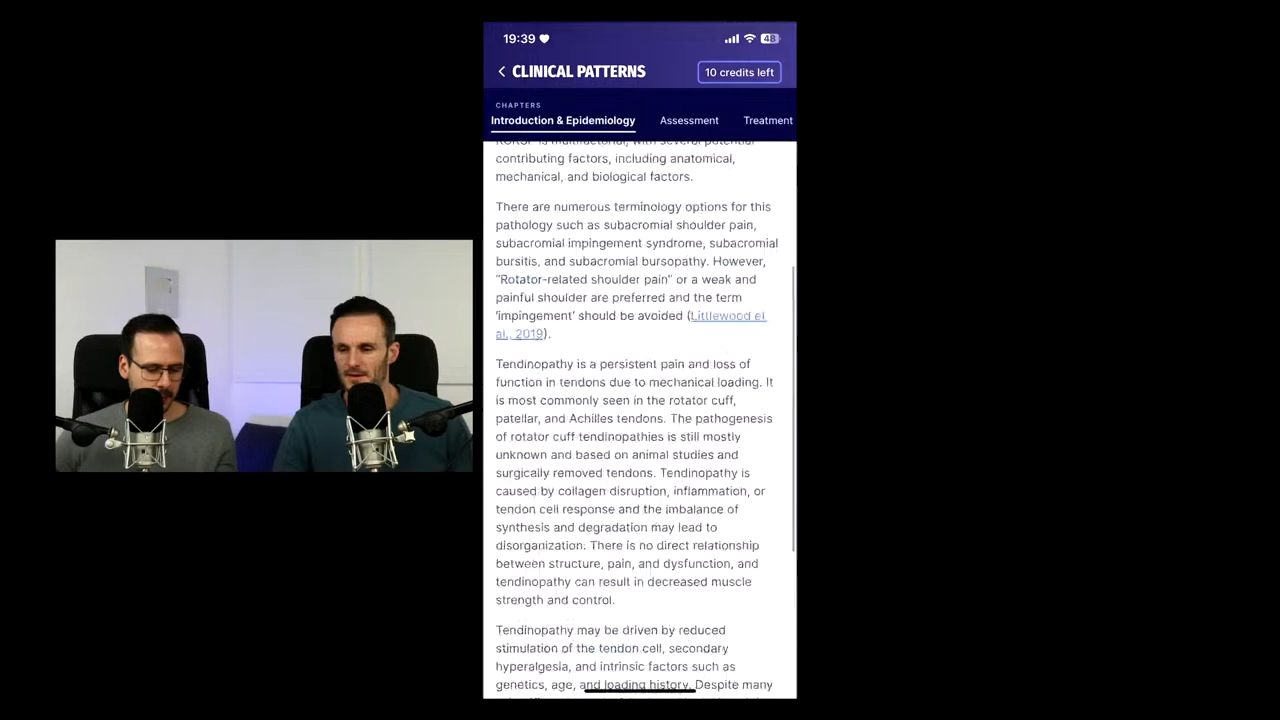 19:39
48
CLINICAL PATTERNS
10 credits left
CHAPTERS
Introduction & Epidemiology
Assessment
Treatment
is multifactorial, with several potential
contributing factors, including anatomical,
mechanical, and biological factors.
There are numerous terminology options for this
pathology such as subacromial shoulder pain,
subacromial impingement syndrome, subacromial
bursitis, and subacromial bursopathy. However,
“Rotator-related shoulder pain” or a weak and
painful shoulder are preferred and the term
‘impingement’ should be avoided (Littlewood et
al., 2019).
Tendinopathy is a persistent pain and loss of
function in tendons due to mechanical loading. It
is most commonly seen in the rotator cuff,
patellar, and Achilles tendons. The pathogenesis
of rotator cuff tendinopathies is still mostly
unknown and based on animal studies and
surgically removed tendons. Tendinopathy is
caused by collagen disruption, inflammation, or
tendon cell response and the imbalance of
synthesis and degradation may lead to
disorganization. There is no direct relationship
between structure, pain, and dysfunction, and
tendinopathy can result in decreased muscle
strength and control.
Tendinopathy may be driven by reduced
stimulation of the tendon cell, secondary
hyperalgesia, and intrinsic factors such as
genetics, age, and loading history. Despite many